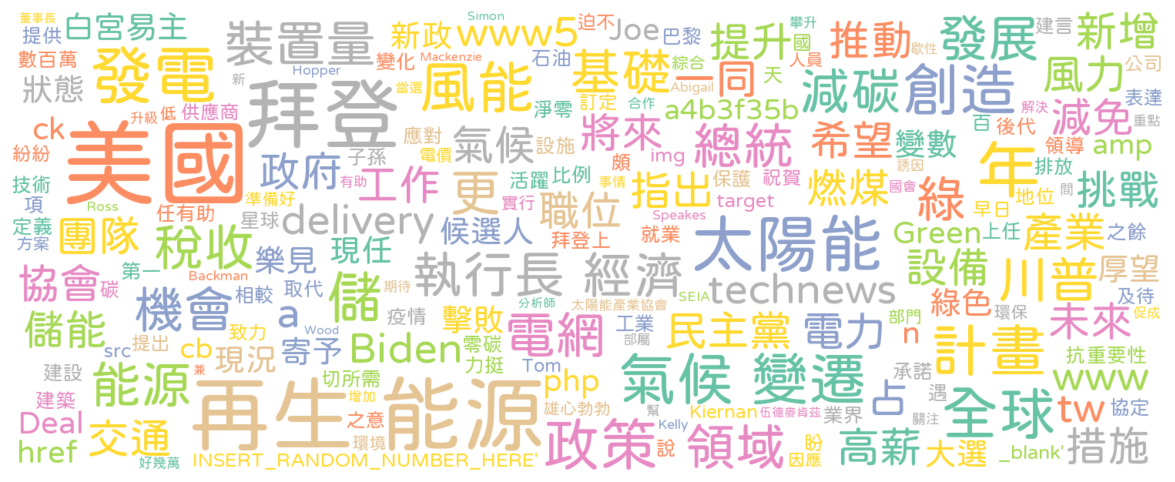 董事長 Simon 攀升
白宮易主 裝置量 新政 www5 迫不 Joe 巴黎 提升 國 推動 發展 建言 新增
提供 變化 Mackenzie 石油 基礎 綜合 人員 歇性
數百萬 發電 新 Hopper 當選 風能 Abigail 一同 天 風力 公司
狀態 拜登 淨零 訂定 合作 a4b3f35b 減碳 創造 解決 減免 表達 重點
升級 低 供應商 應對 設施 將來 總統 希望 變數 百 後代 領導 amp
ck 美國 氣候 頗 img 年 排放
紛紛 政府 子孫 電價 活躍 比例 指出 保護 祝賀 燃煤 誘因 國會 間 挑戰
技術 有助 工作 更 事情 綠 早日 地位
項 Ross 準備好 實行 職位 target
定義 團隊 任有助 星球 delivery 候選人 Speakes 太陽能 Green 上任 產業 之餘
方案 稅收 現任 拜登上 就業 設備
協會 第一 樂見 執行長 經濟 川普 厚望
碳 Backman 儲 期待 technews 綠色 及待
機會 相較 取代 分析師 太陽能產業協會 SEIA 環保 促成
儲能 a 疫情 擊敗 電網 工業 民主黨 電力 部門 n 未來
致力 寄予 Wood 部屬
src 提出 cb Biden 零碳 計畫 抗重要性
建設 能源 兼 現況 力挺 Tom 氣候 變遷 承諾 www
切所需 php 占 遇
建築 再生能源 增加 雄心勃勃 幫 Kiernan 伍德麥肯茲 業界 全球 tw 協定
Deal 之意 關注
href 交通 環境 政策 Kelly 說 領域 盼 高薪 大選 _blank' 措施
好幾萬 INSERT_RANDOM_NUMBER_HERE' 因應